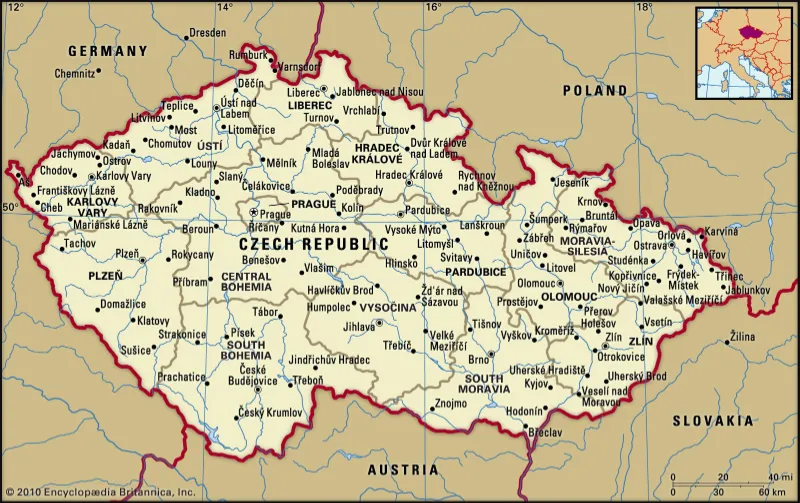 12°
14°
16°
18°
50°
GERMANY
POLAND
SLOVAKIA
AUSTRIA
CZECH REPUBLIC
Dresden
Chemnitz
Rumburk
Varnsdorf
Děčín
Liberec
Jablonec nad Nisou
LIBEREC
Teplice
Ústí nad
Labem
Turnov
Vrchlabí
Litvínov
Most
Litoměřice
Trutnov
Chomutov
ÚSTÍ
Kadaň
Jáchymov
Ostrov
Louny
Mělník
Mladá
Boleslav
HRADEC
KRÁLOVÉ
Dvůr Králové
nad Labem
Chodov
Karlovy Vary
Slaný
Hradec Králové
Rychnov
nad Kněžnou
Jeseník
Aš
Františkovy Lázně
Kladno
Čelákovice
Poděbrady
Cheb
KARLOVY
VARY
Rakovník
PRAGUE
Kolín
Pardubice
Krnov
Bruntál
Mariánské Lázně
Beroun
Prague
Říčany
Kutná Hora
Vysoké Mýto
Lanškroun
Šumperk
Rýmařov
Opava
Orlová
Karviná
Tachov
Litomyšl
Zábřeh
MORAVIA-
SILESIA
Ostrava
Havířov
Plzeň
Rokycany
Benešov
Hlinsko
Svitavy
Uničov
Studénka
PLZEŇ
Příbram
CENTRAL
BOHEMIA
Vlašim
PARDUBICE
Litovel
Kopřivnice
Frýdek-
Místek
Třinec
Nový Jičín
Jablunkov
Havlíčkův Brod
Žďár nad
Sázavou
Olomouc
OLOMOUC
Domažlice
Humpolec
VYSOČINA
Prostějov
Přerov
Valašské Meziříčí
Klatovy
Tábor
Jihlava
Tišnov
Holešov
Vsetín
Strakonice
Písek
Velké
Meziříčí
Vyškov
Kroměříž
Zlín
ZLÍN
Žilina
Sušice
SOUTH
BOHEMIA
Třebíč
Brno
Otrokovice
Jindřichův Hradec
Uherské Hradiště
Uherský Brod
Prachatice
České
Budějovice
Třeboň
SOUTH
MORAVIA
Kyjov
Veselí nad
Moravou
Český Krumlov
Znojmo
Hodonín
Břeclav
0 20 40 mi
0 30 60 km
© 2010 Encyclopædia Britannica, Inc.